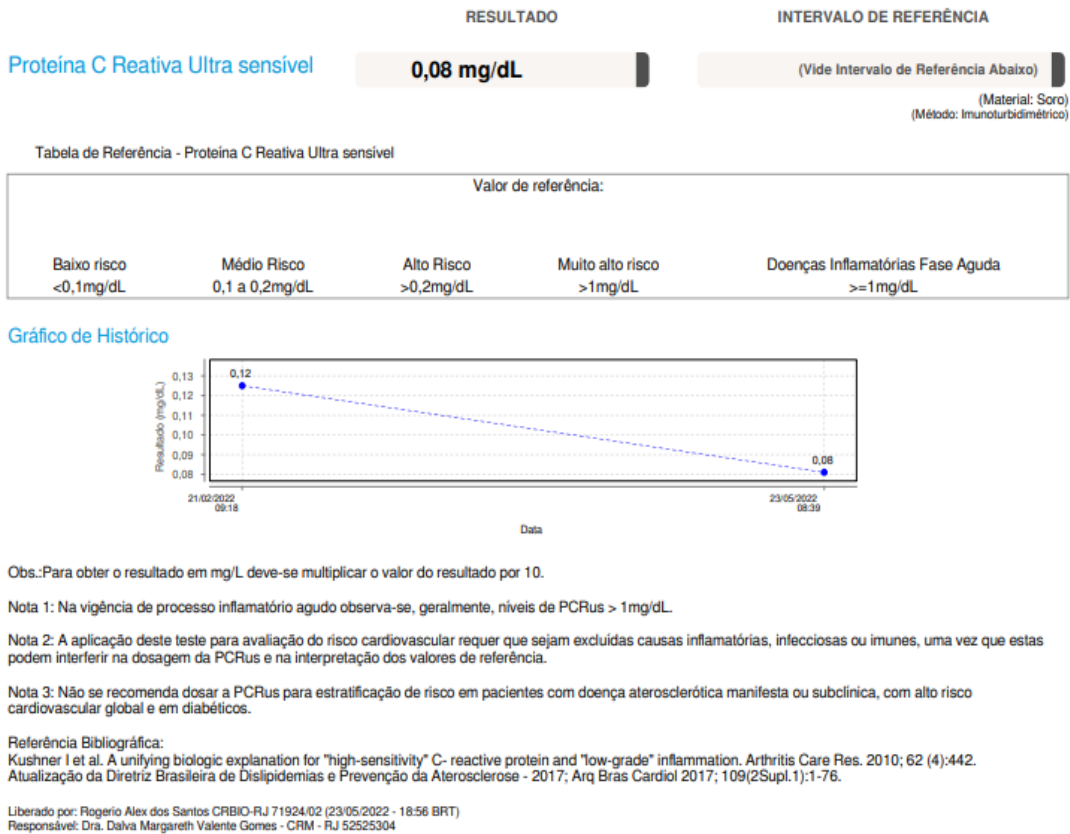 RESULTADO INTERVALO DE REFERÊNCIA
Proteína C Reativa Ultra sensível 0,08 mg/dL (Vide Intervalo de Referência Abaixo)
(Material: Soro)
(Método: Imunoturbidimétrico)
Tabela de Referência - Proteína C Reativa Ultra sensível
Valor de referência:
Baixo risco Médio Risco Alto Risco Muito alto risco Doenças Inflamatórias Fase Aguda
<0,1mg/dL 0,1 a 0,2mg/dL >0,2mg/dL >1mg/dL >=1mg/dL
Gráfico de Histórico
Resultado (mg/dL)
0,13
0,12
0,11
0,10
0,09
0,08
0,12
0,08
21/02/2022 23/05/2022
09:18 08:39
Data
Obs.:Para obter o resultado em mg/L deve-se multiplicar o valor do resultado por 10.
Nota 1: Na vigência de processo inflamatório agudo observa-se, geralmente, níveis de PCRus > 1mg/dL.
Nota 2: A aplicação deste teste para avaliação do risco cardiovascular requer que sejam excluídas causas inflamatórias, infecciosas ou imunes, uma vez que estas
podem interferir na dosagem da PCRus e na interpretação dos valores de referência.
Nota 3: Não se recomenda dosar a PCRus para estratificação de risco em pacientes com doença aterosclerótica manifesta ou subclínica, com alto risco
cardiovascular global e em diabéticos.
Referência Bibliográfica:
Kushner I et al. A unifying biologic explanation for "high-sensitivity" C- reactive protein and "low-grade" inflammation. Arthritis Care Res. 2010; 62 (4):442.
Atualização da Diretriz Brasileira de Dislipidemias e Prevenção da Aterosclerose - 2017; Arq Bras Cardiol 2017; 109(2Supl.1):1-76.
Liberado por: Rogerio Alex dos Santos CRBIO-RJ 71924/02 (23/05/2022 - 18:56 BRT)
Responsável: Dra. Dalva Margareth Valente Gomes - CRM - RJ 52525304